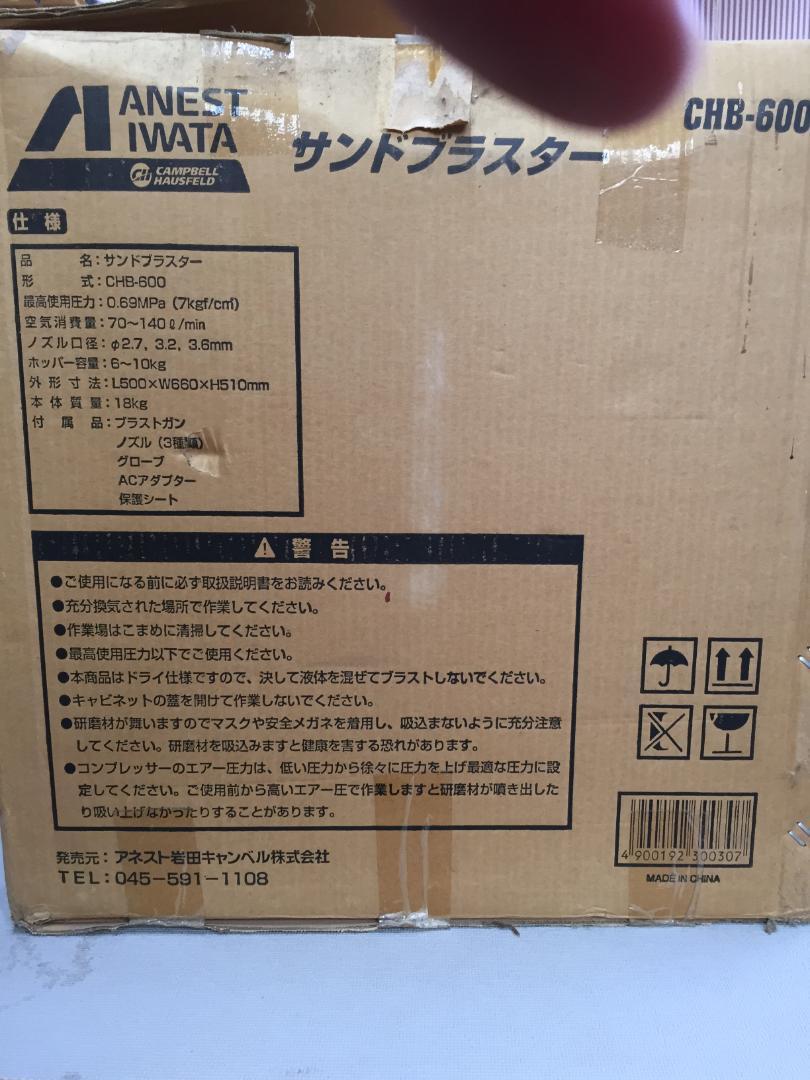 ANEST
IWATA
CAMPBELL
HAUSFELD
サンドブラスター
CHB-600
仕様
品名:サンドブラスター
形式:CHB-600
最高使用圧力:0.69MPa(7kgf/c㎡)
空気消費量:70〜140ℓ/min
ノズル口径:φ2.7, 3.2, 3.6mm
ホッパー容量:6〜10kg
外形寸法:L500×W660×H510mm
本体質量:18kg
付属品:ブラストガン
ノズル(3種類)
グローブ
ACアダプター
保護シート
警告
●ご使用になる前に必ず取扱説明書をお読みください。
●充分換気された場所で作業してください。
●作業場はこまめに清掃してください。
●最高使用圧力以下でご使用ください。
●本商品はドライ仕様ですので、決して液体を混ぜてブラストしないでください。
●キャビネットの蓋を開けて作業しないでください。
●研磨材が舞いますのでマスクや安全メガネを着用し、吸込まないように充分注意
してください。研磨材を吸込みますと健康を害する恐れがあります。
●コンプレッサーのエアー圧力は、低い圧力から徐々に圧力を上げ最適な圧力に設
定してください。ご使用前から高いエアー圧で作業しますと研磨材が噴き出した
り吸い上げなかったりすることがあります。
発売元:アネスト岩田キャンベル株式会社
TEL:045-591-1108
4 900192 300307
MADE IN CHINA